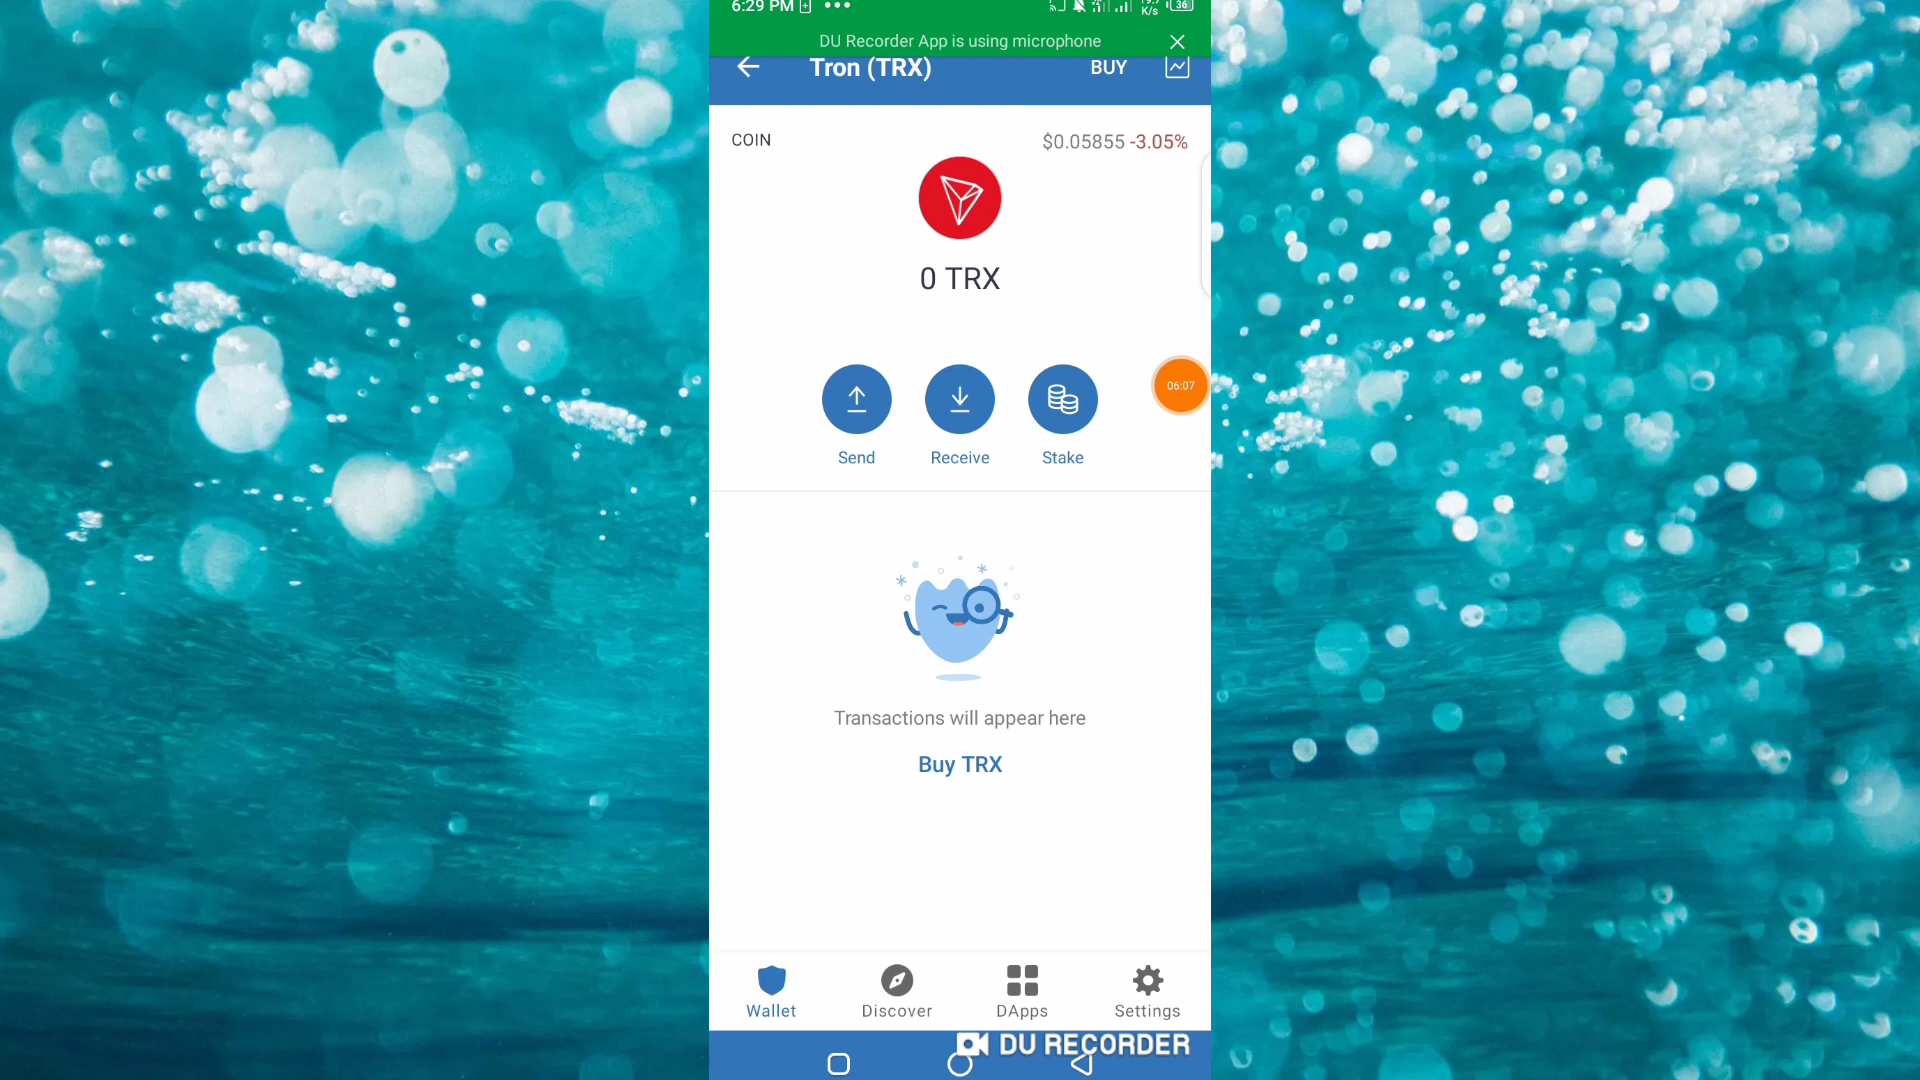 6:29 PM
K/s
36
DU Recorder App is using microphone
Tron (TRX)
BUY
COIN
$0.05855 -3.05%
0 TRX
06:07
Send
Receive
Stake
Transactions will appear here
Buy TRX
Wallet
Discover
DApps
Settings
DU RECORDER